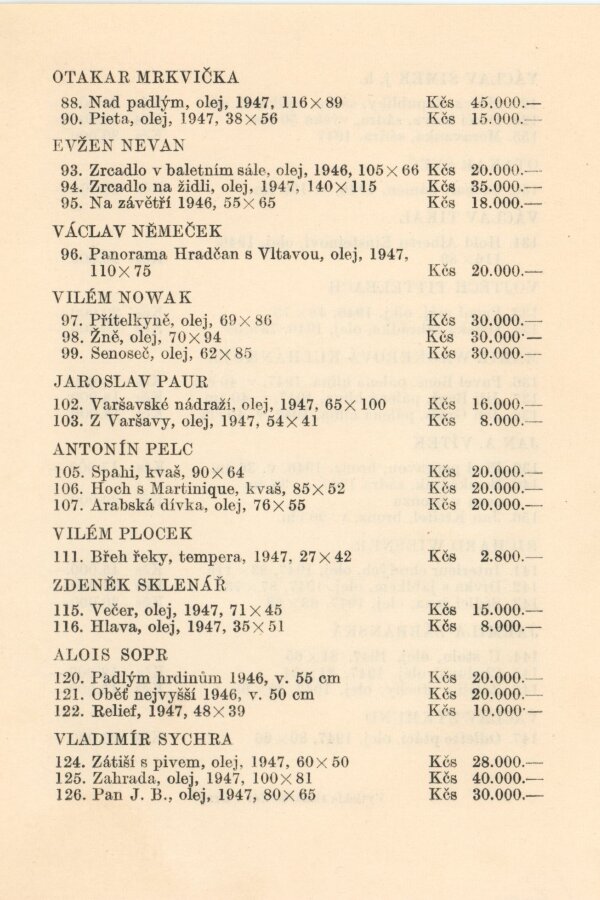 OTAKAR MRKVIČKA
88. Nad padlým, olej, 1947, 116×89 Kčs 45.000.—
90. Pieta, olej, 1947, 38×56 Kčs 15.000.—
EVŽEN NEVAN
93. Zrcadlo v baletním sále, olej, 1946, 105×66 Kčs 20.000.—
94. Zrcadlo na židli, olej, 1947, 140×115 Kčs 35.000.—
95. Na závětří 1946, 55×65 Kčs 18.000.—
VÁCLAV NĚMEČEK
96. Panorama Hradčan s Vltavou, olej, 1947,
110×75 Kčs 20.000.—
VILÉM NOWAK
97. Přítelkyně, olej, 69×86 Kčs 30.000.—
98. Žně, olej, 70×94 Kčs 30.000·—
99. Senoseč, olej, 62×85 Kčs 30.000.—
JAROSLAV PAUR
102. Varšavské nádraží, olej, 1947, 65×100 Kčs 16.000.—
103. Z Varšavy, olej, 1947, 54×41 Kčs 8.000.—
ANTONÍN PELC
105. Spahi, kvaš, 90×64 Kčs 20.000.—
106. Hoch s Martinique, kvaš, 85×52 Kčs 20.000.—
107. Arabská dívka, olej, 76×55 Kčs 20.000.—
VILÉM PLOCEK
111. Břeh řeky, tempera, 1947, 27×42 Kčs 2.800.—
ZDENĚK SKLENÁŘ
115. Večer, olej, 1947, 71×45 Kčs 15.000.—
116. Hlava, olej, 1947, 35×51 Kčs 8.000.—
ALOIS SOPR
120. Padlým hrdinům 1946, v. 55 cm Kčs 20.000.—
121. Oběť nejvyšší 1946, v. 50 cm Kčs 20.000.—
122. Relief, 1947, 48×39 Kčs 10.000·—
VLADIMÍR SYCHRA
124. Zátiší s pivem, olej, 1947, 60×50 Kčs 28.000.—
125. Zahrada, olej, 1947, 100×81 Kčs 40.000.—
126. Pan J. B., olej, 1947, 80×65 Kčs 30.000.—